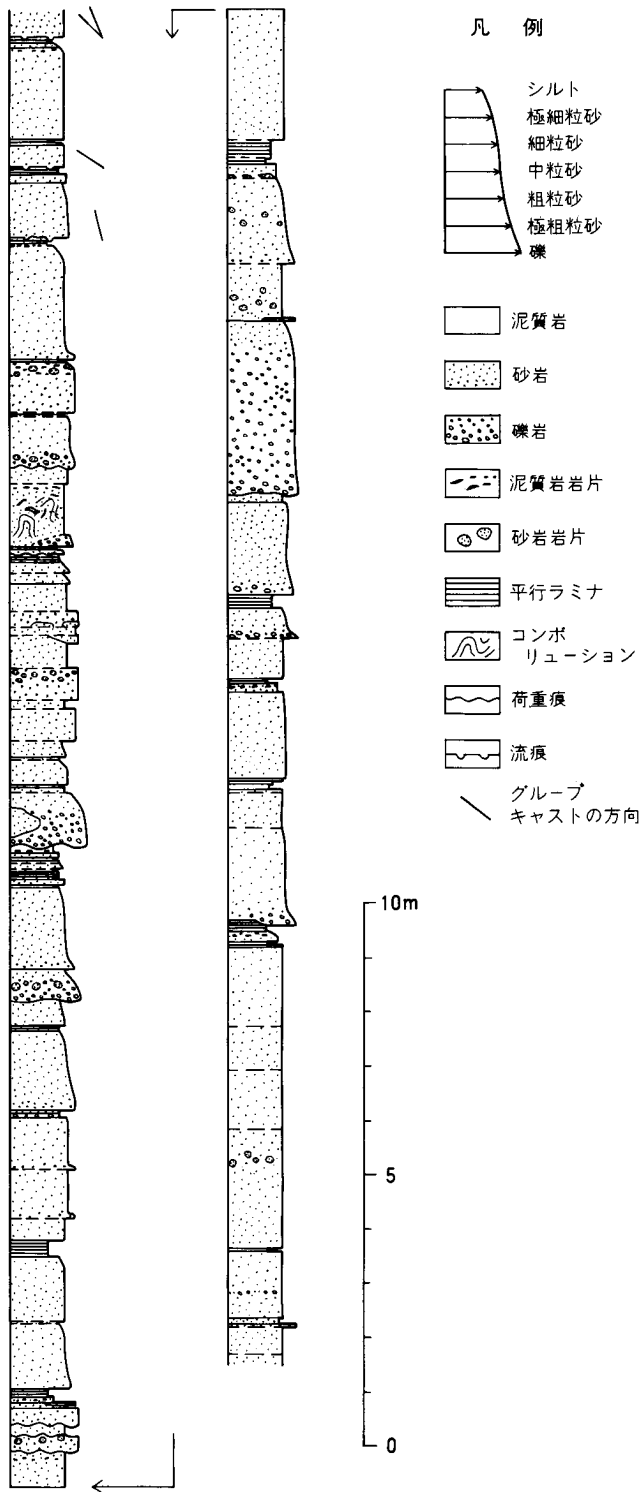 凡 例
シルト
極細粒砂
細粒砂
中粒砂
粗粒砂
極粗粒砂
礫
泥質岩
砂岩
礫岩
泥質岩岩片
砂岩岩片
平行ラミナ
コンボ
リューション
荷重痕
流痕
グループ
キャストの方向
10m
5
0